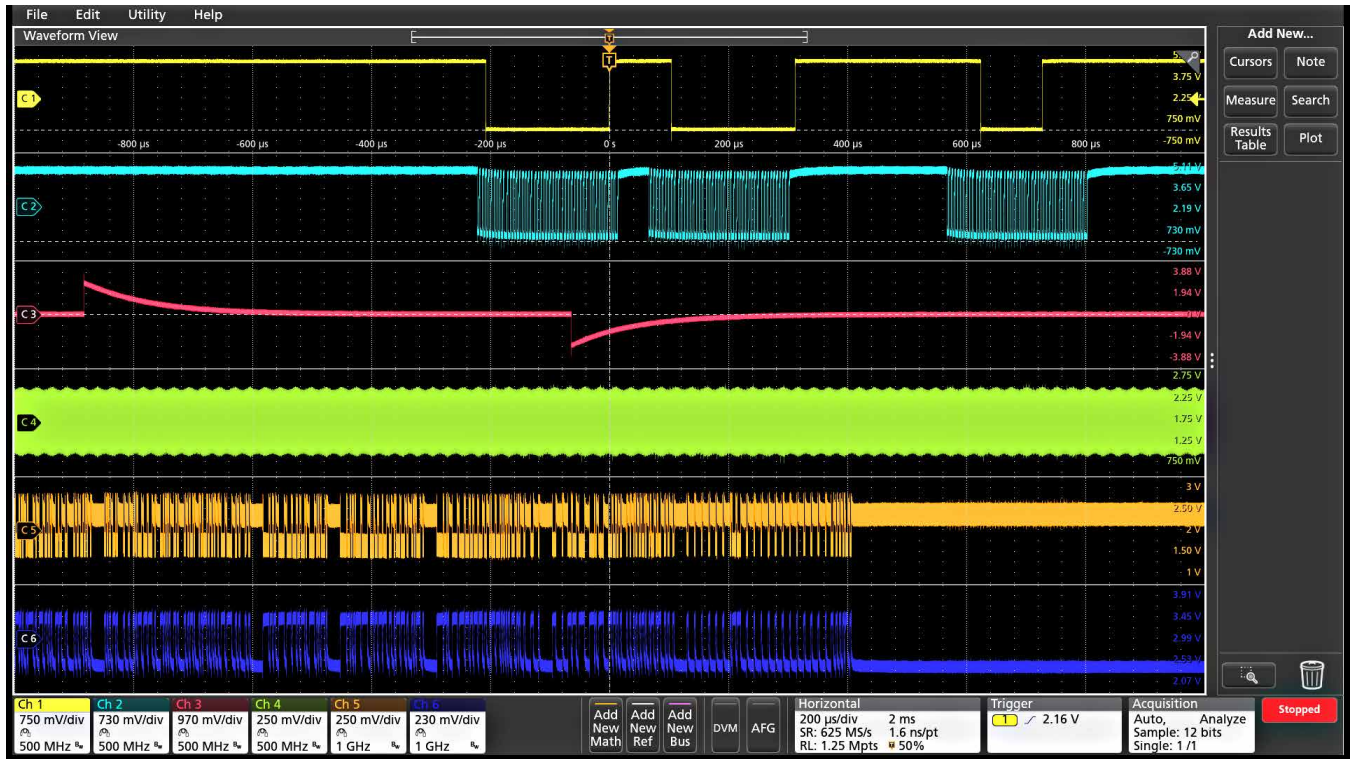 File Edit Utility Help
Waveform View
Add New...
Cursors Note
Measure Search
Results Table Plot
T
T
C 1
3.75 V
750 mV
-750 mV
-800 µs -600 µs -400 µs -200 µs 0 s 200 µs 400 µs 600 µs 800 µs
C 2
5.11 V
3.65 V
2.19 V
730 mV
-730 mV
C 3
3.88 V
1.94 V
-1.94 V
-3.88 V
C 4
2.75 V
2.25 V
1.75 V
1.25 V
750 mV
C 5
3 V
2.50 V
2 V
1.50 V
1 V
C 6
3.91 V
3.45 V
2.99 V
2.53 V
2.07 V
Ch 1
750 mV/div
500 MHz Bw
Ch 2
730 mV/div
500 MHz Bw
Ch 3
970 mV/div
500 MHz Bw
Ch 4
250 mV/div
500 MHz Bw
Ch 5
250 mV/div
1 GHz Bw
Ch 6
230 mV/div
1 GHz Bw
Add New Math
Add New Ref
Add New Bus
DVM
AFG
Horizontal
200 µs/div 2 ms
SR: 625 MS/s 1.6 ns/pt
RL: 1.25 Mpts 50%
Trigger
1 2.16 V
Acquisition
Auto, Analyze
Sample: 12 bits
Single: 1 /1
Stopped